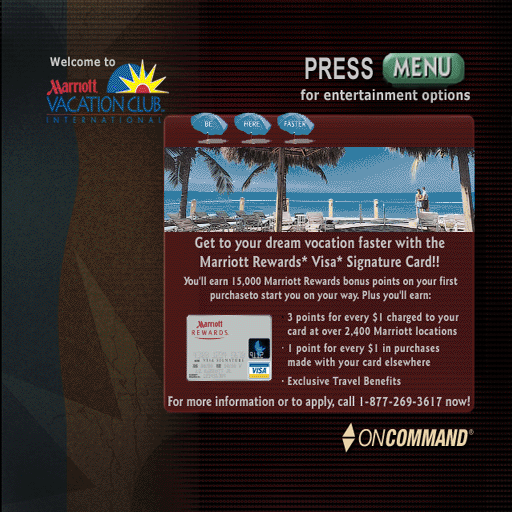 Welcome to
Marriott
VACATION CLUB
INTERNATIONAL
PRESS MENU
for entertainment options
BE HERE FASTER
Get to your dream vocation faster with the
Marriott Rewards* Visa* Signature Card!!
You'll earn 15,000 Marriott Rewards bonus points on your first
purchaseto start you on your way. Plus you'll earn:
Marriott
REWARDS.
VISA SIGNATURE
VISA
· 3 points for every $1 charged to your
card at over 2,400 Marriott locations
· 1 point for every $1 in purchases
made with your card elsewhere
· Exclusive Travel Benefits
For more information or to apply, call 1-877-269-3617 now!
ONCOMMAND®